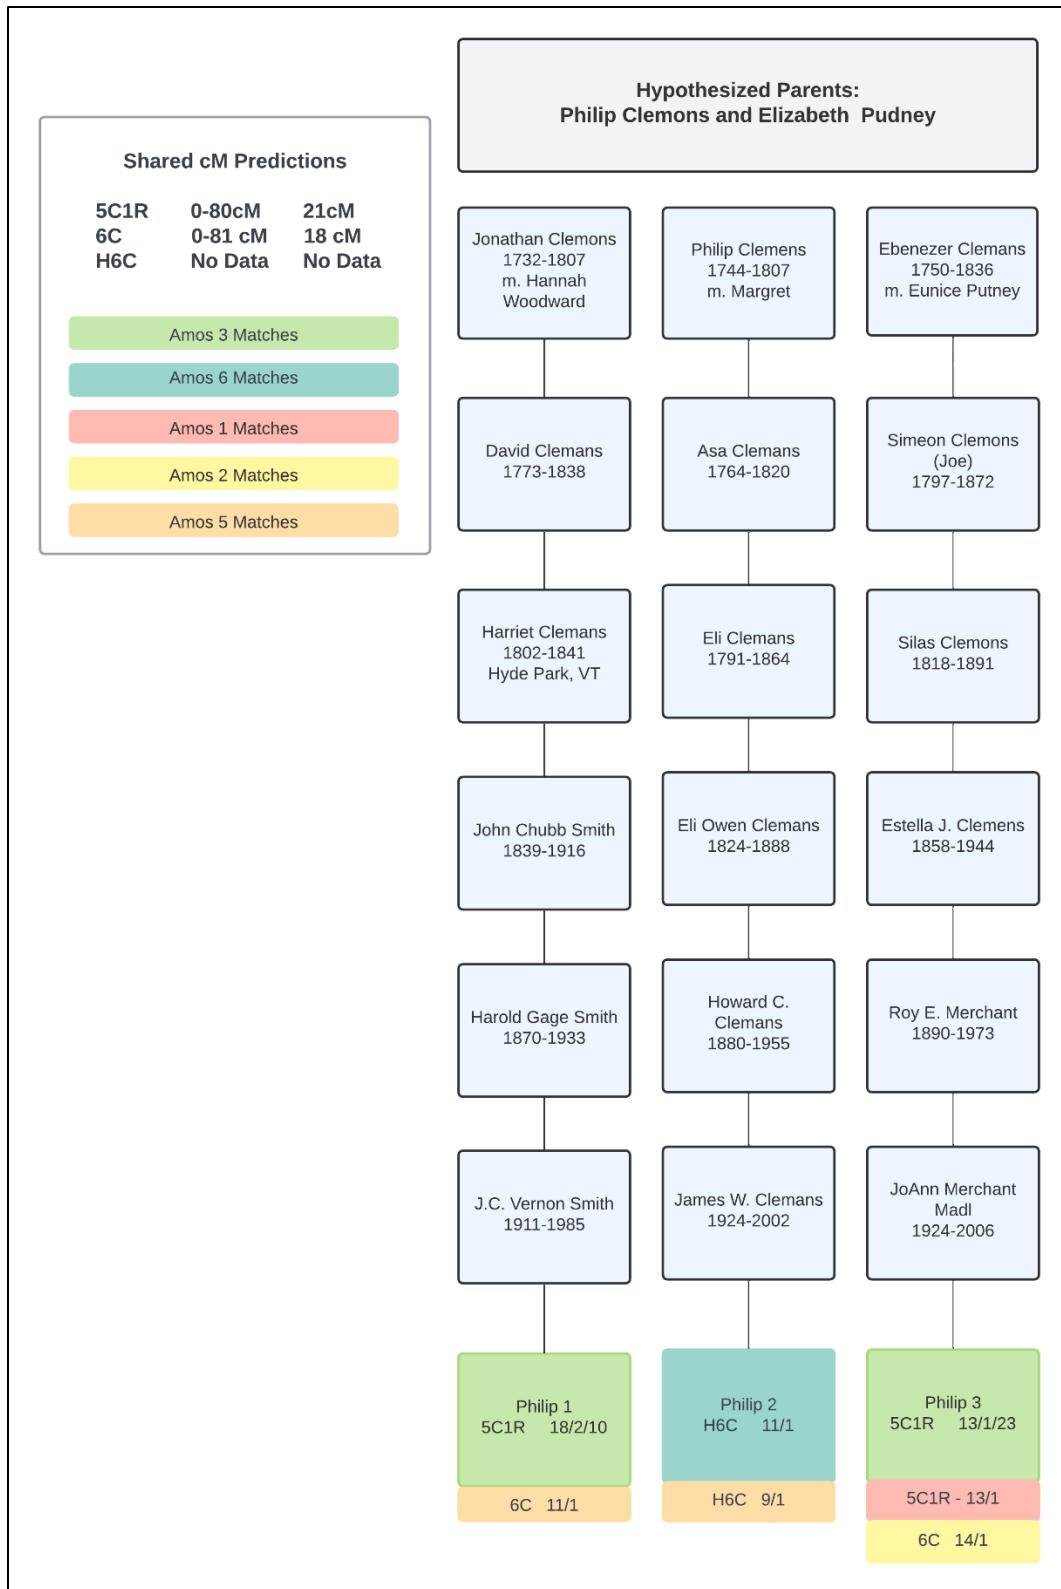 Hypothesized Parents:
Philip Clemons and Elizabeth Pudney
Shared cM Predictions
5C1R 0-80cM 21cM
6C 0-81 cM 18 cM
H6C No Data No Data
Amos 3 Matches
Amos 6 Matches
Amos 1 Matches
Amos 2 Matches
Amos 5 Matches
Jonathan Clemons
1732-1807
m. Hannah
Woodward
David Clemans
1773-1838
Harriet Clemans
1802-1841
Hyde Park, VT
John Chubb Smith
1839-1916
Harold Gage Smith
1870-1933
J.C. Vernon Smith
1911-1985
Philip 1
5C1R 18/2/10
6C 11/1
Philip Clemens
1744-1807
m. Margret
Asa Clemans
1764-1820
Eli Clemans
1791-1864
Eli Owen Clemans
1824-1888
Howard C.
Clemans
1880-1955
James W. Clemans
1924-2002
Philip 2
H6C 11/1
H6C 9/1
Ebenezer Clemans
1750-1836
m. Eunice Putney
Simeon Clemons
(Joe)
1797-1872
Silas Clemons
1818-1891
Estella J. Clemens
1858-1944
Roy E. Merchant
1890-1973
JoAnn Merchant
Madl
1924-2006
Philip 3
5C1R 13/1/23
5C1R - 13/1
6C 14/1